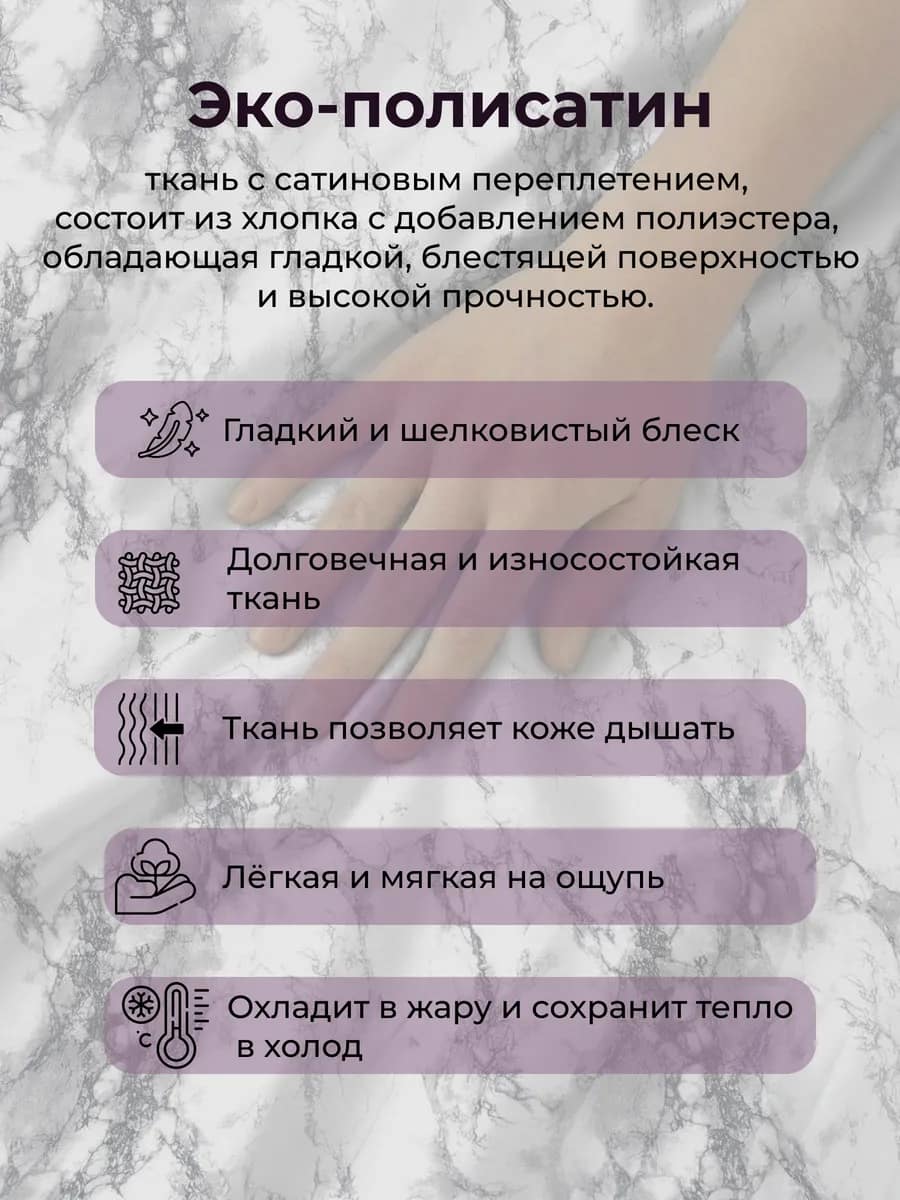 Эко-полисатин
ткань с сатиновым переплетением,
состоит из хлопка с добавлением полиэстера,
обладающая гладкой, блестящей поверхностью
и высокой прочностью.
Гладкий и шелковистый блеск
Долговечная и износостойкая
ткань
Ткань позволяет коже дышать
Лёгкая и мягкая на ощупь
Охладит в жару и сохранит тепло
в холод
°C